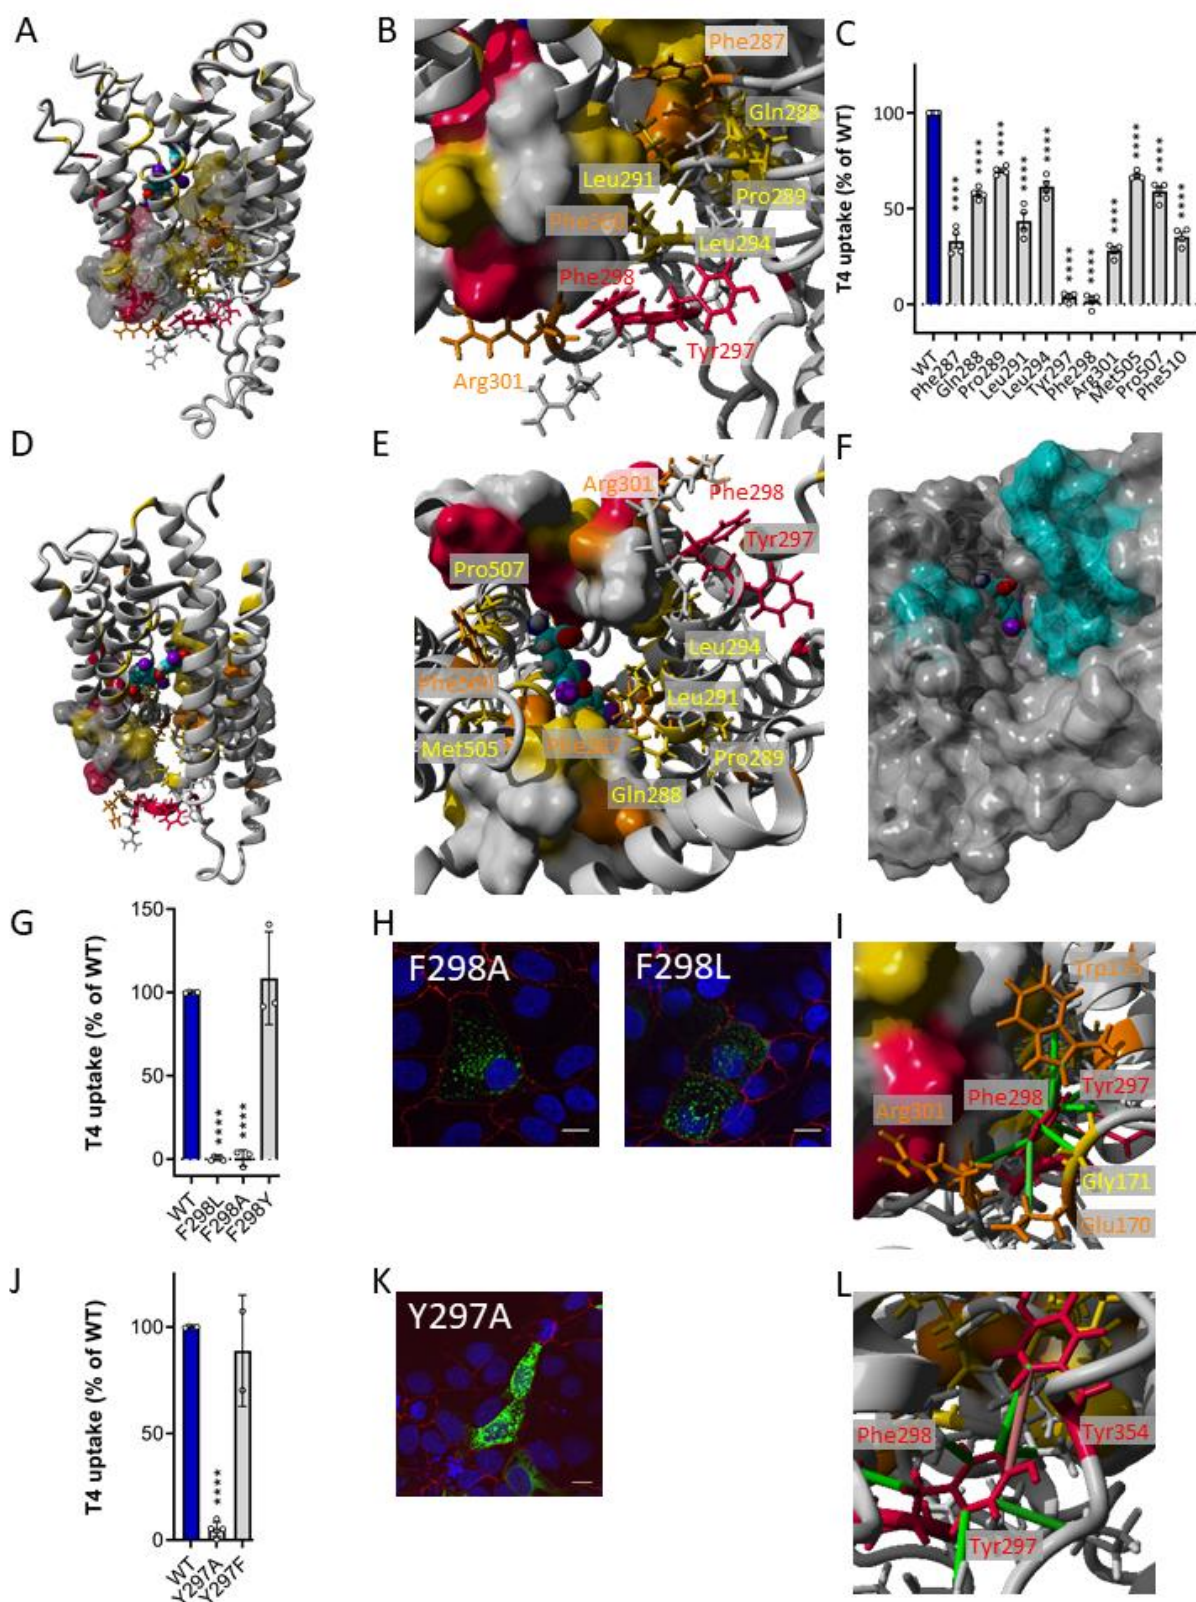 A
B
Phe287
Gln288
Leu291
Pro289
Leu294
Phe298
Tyr297
Arg301
C
T4 uptake (% of WT)
100
50
0
****
****
****
****
****
****
****
****
****
****
****
WT
Phe287
Gln288
Pro289
Leu291
Leu294
Tyr297
Phe298
Arg301
Met505
Pro507
Phe510
D
E
Arg301
Phe298
Tyr297
Pro507
Leu294
Leu291
Met505
Pro289
Gln288
F
G
T4 uptake (% of WT)
150
100
50
0
****
****
WT
F298L
F298A
F298Y
H
F298A
F298L
I
Tyr297
Phe298
Arg301
Gly171
Glu170
J
T4 uptake (% of WT)
100
50
0
****
WT
Y297A
Y297F
K
Y297A
L
Phe298
Tyr354
Tyr297